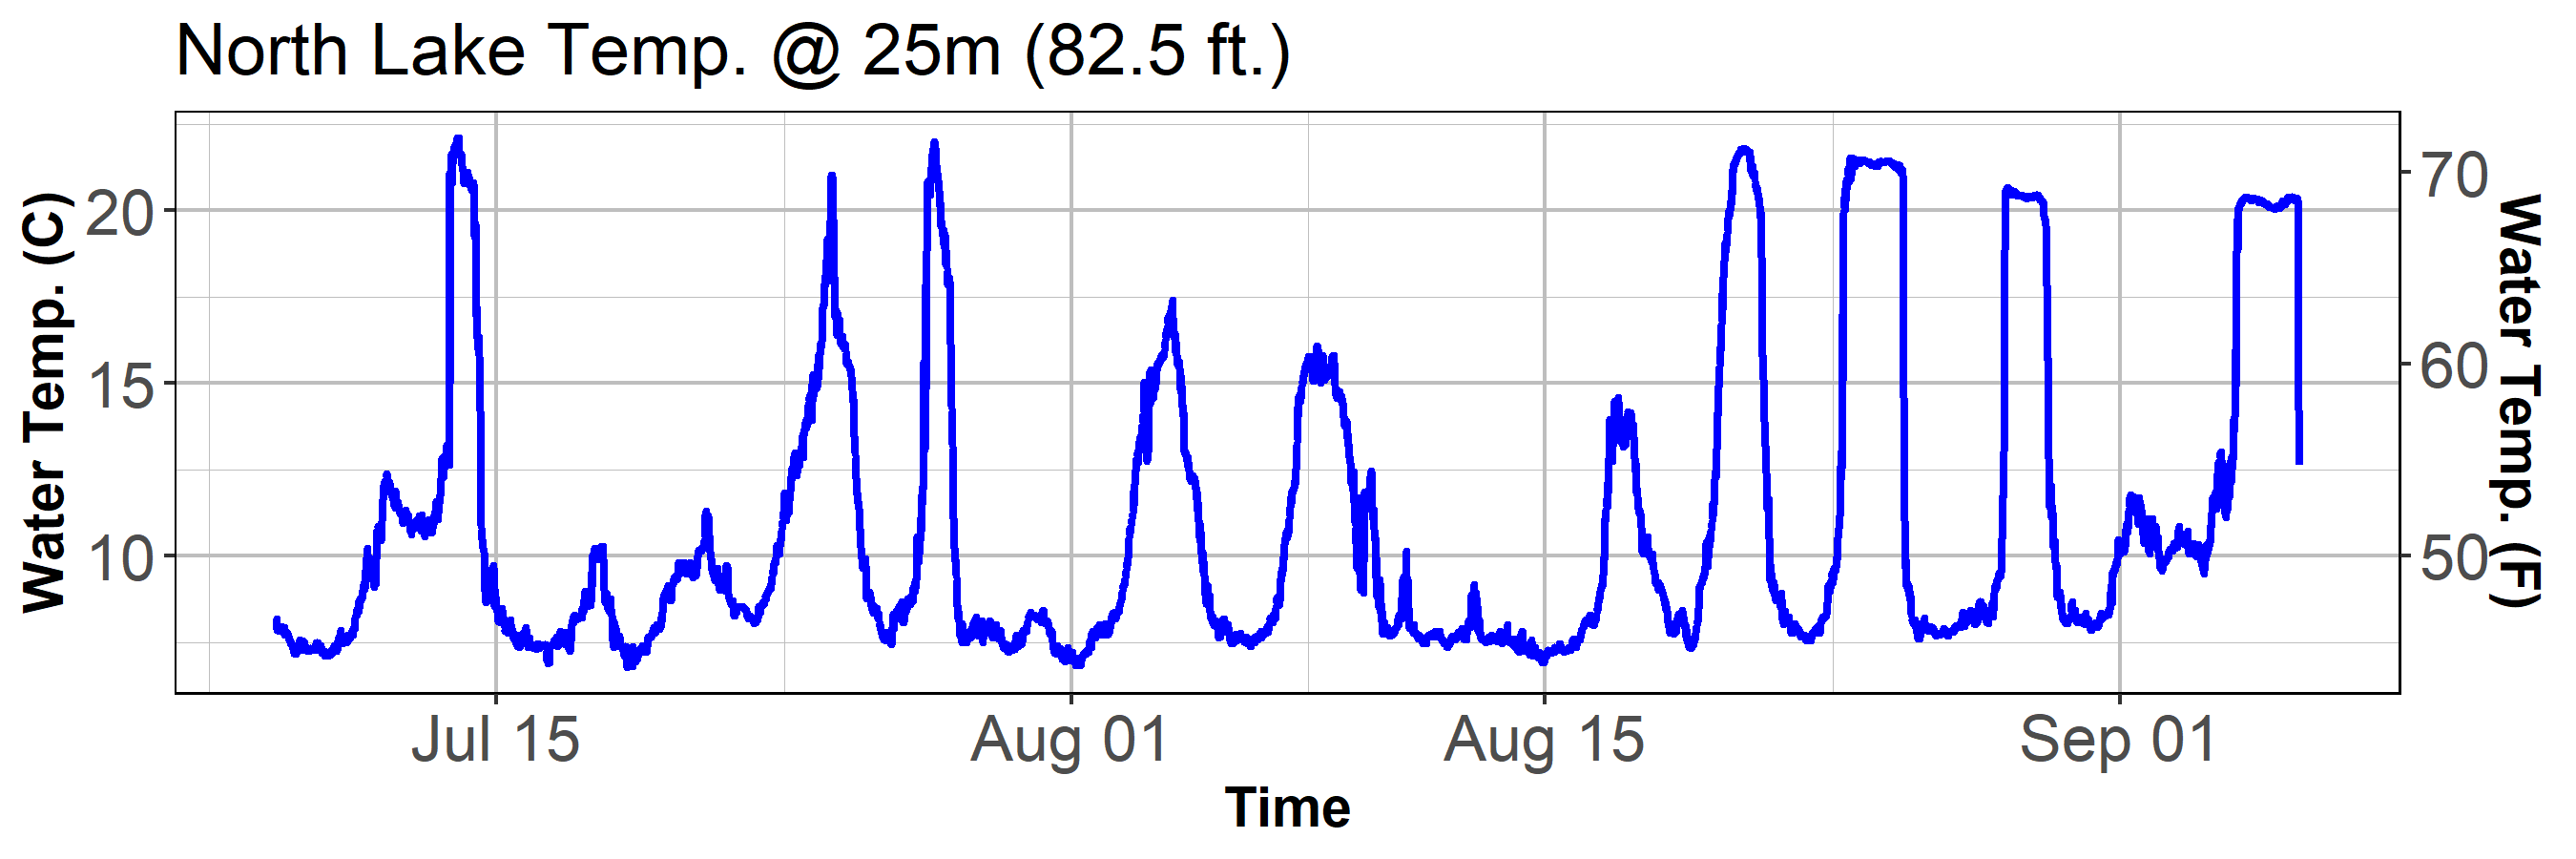 North Lake Temp. @ 25m (82.5 ft.)
Water Temp. (C)
20
15
10
70
60
50
Water Temp. (F)
Jul 15
Aug 01
Aug 15
Sep 01
Time